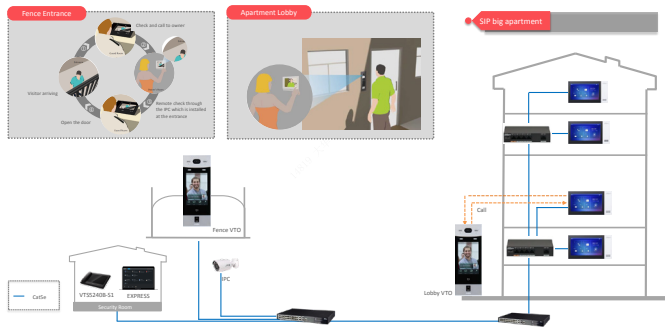 Fence Entrance
Check and call to owner
Visitor arriving
Remote check through
the IPC which is installed
at the entrance
Open the door
Apartment Lobby
SIP big apartment
Fence VTO
Call
IPC
Lobby VTO
VTS5240B-S1
EXPRESS
Security Room
Cat5e